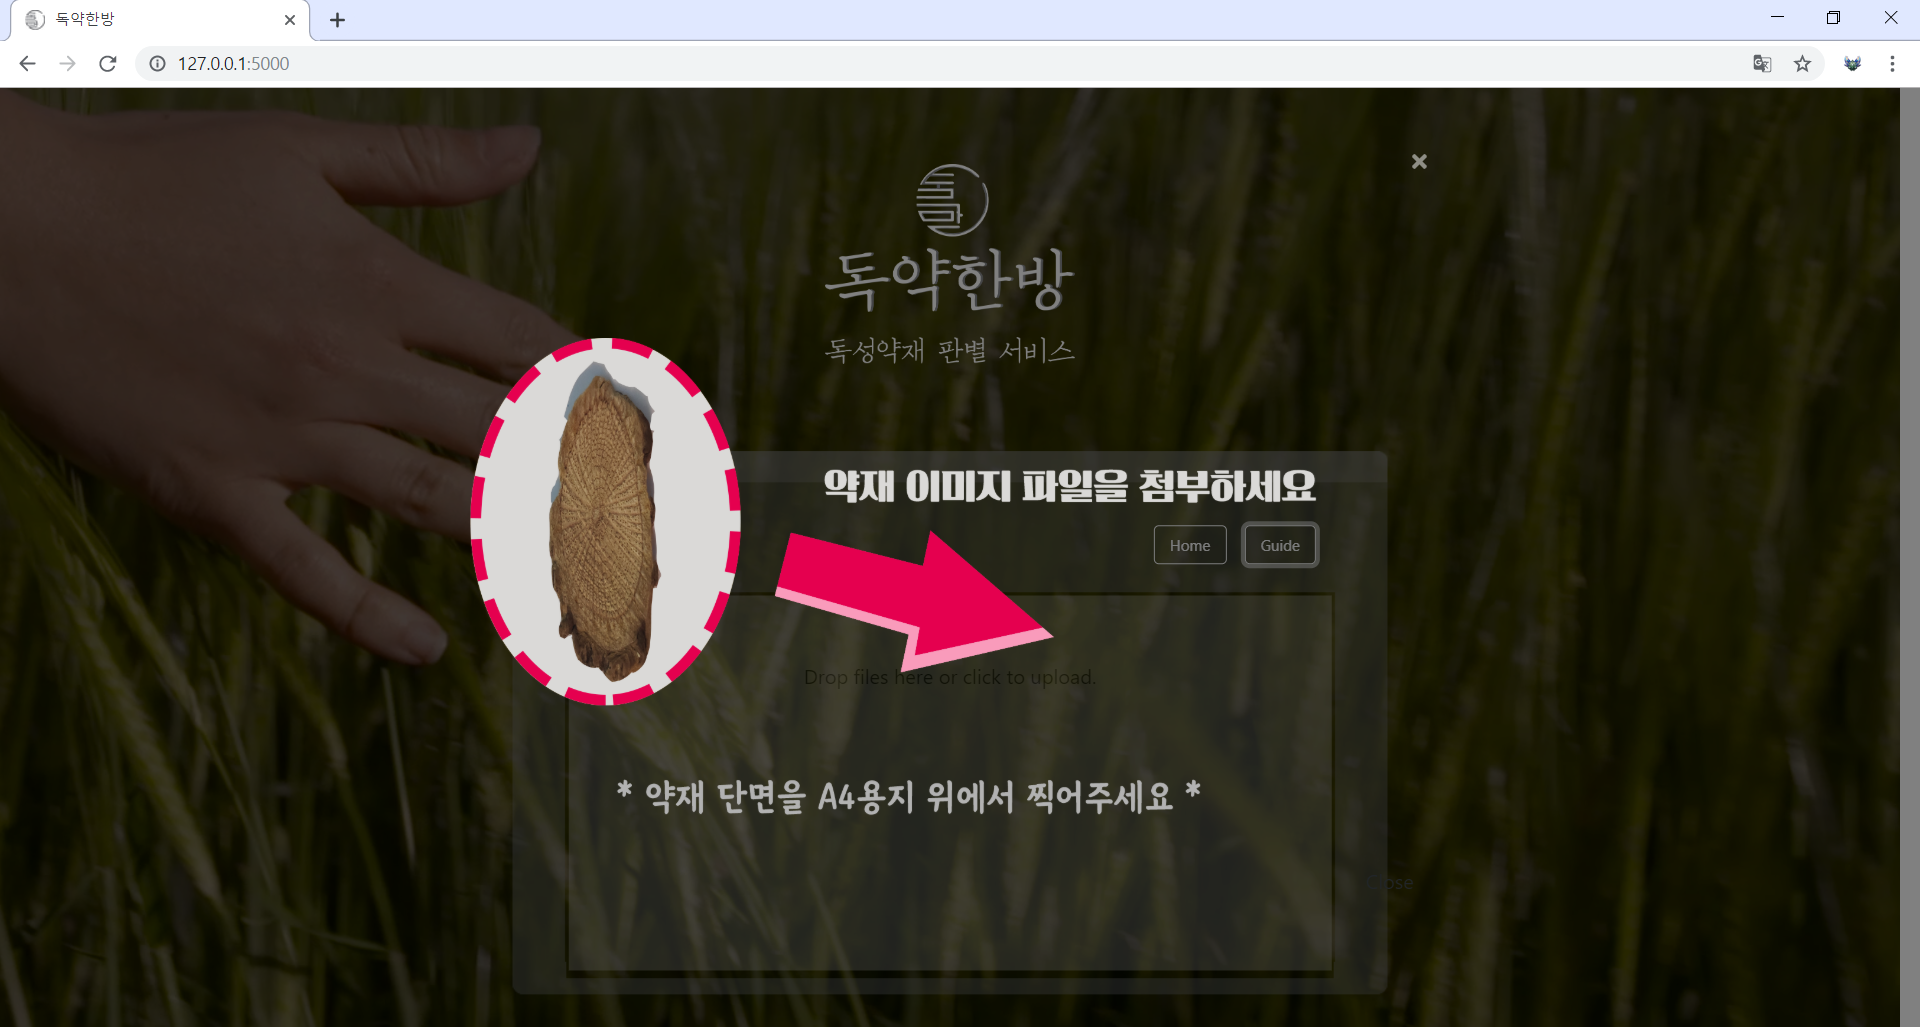 독약한방
127.0.0.1:5000
독약한방
독성약재 판별 서비스
약재 이미지 파일을 첨부하세요
Home
Guide
Drop files here or click to upload.
* 약재 단면을 A4용지 위에서 찍어주세요 *